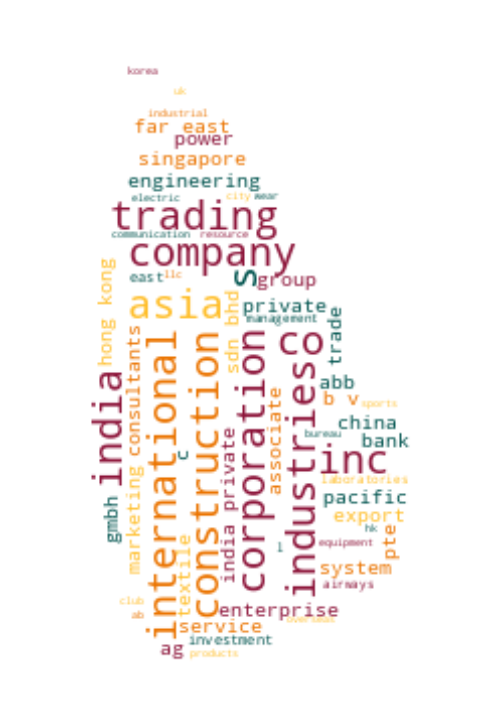 korea
uk
industrial
far east
power
singapore
engineering
electric
city
wear
trading
communication
resource
company
east
llc
s
group
hong kong
asia
sdn bhd
private
management
trade
india
consultants
international
construction
corporation
co
industries
abb
b v
sports
associate
china
bureau
bank
inc
c
india private
marketing
gmbh
laboratories
pacific
export
hk
pte
textile
l
equipment
system
airways
club
ab
enterprise
overseas
service
investment
ag
products